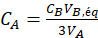 C_A = \frac{C_B V_{B,éq}}{3V_A}